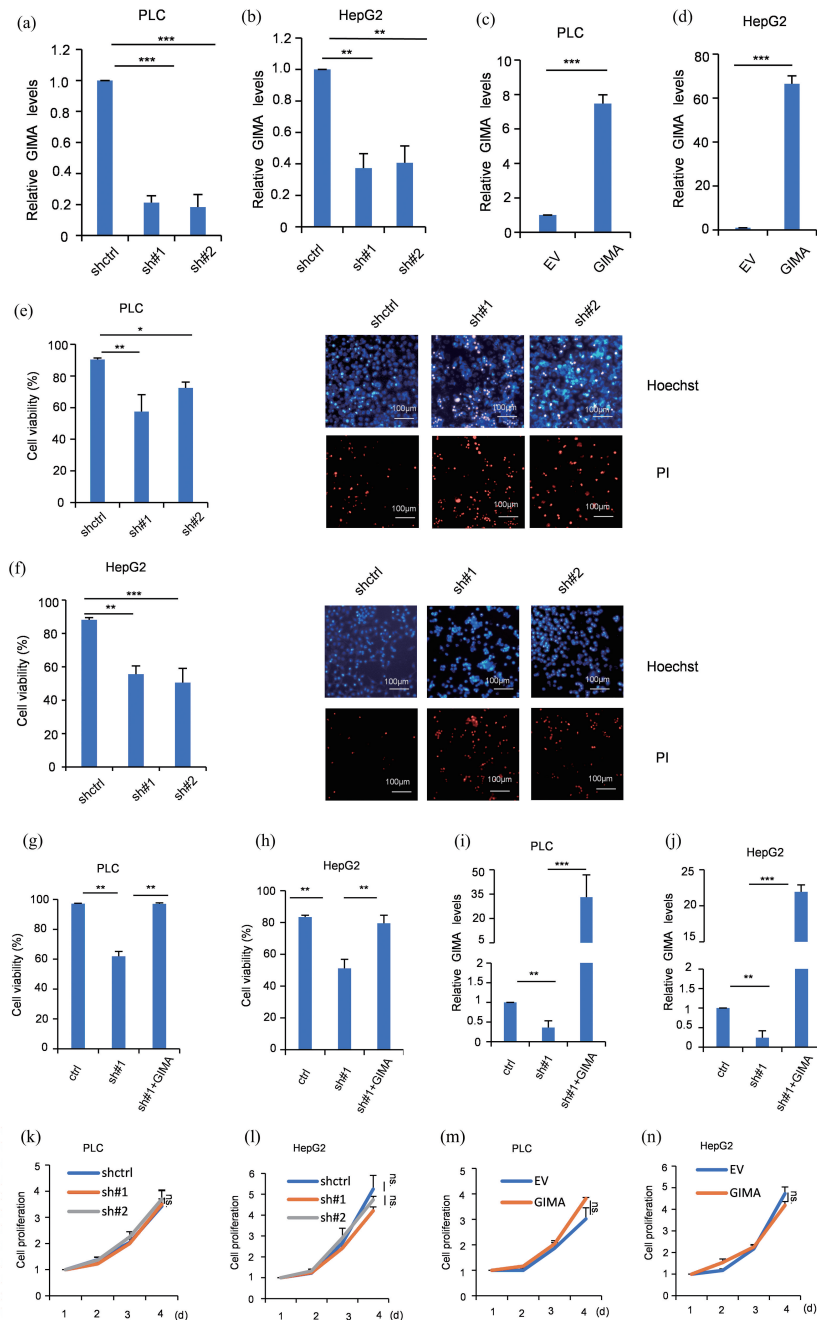 (a)
PLC
***
***
Relative GIMA levels
1.2
1.0
0.8
0.6
0.4
0.2
0
shctrl
sh#1
sh#2
(b)
HepG2
**
**
Relative GIMA levels
1.2
1.0
0.8
0.6
0.4
0.2
0
shctrl
sh#1
sh#2
(c)
PLC
***
Relative GIMA levels
8
6
4
2
0
EV
GIMA
(d)
HepG2
***
Relative GIMA levels
80
60
40
20
0
EV
GIMA
(e)
PLC
*
**
Cell viability (%)
100
80
60
80
20
0
shctrl
sh#1
sh#2
shctrl
sh#1
sh#2
100μm
100μm
100μm
Hoechst
100μm
100μm
100μm
PI
(f)
HepG2
***
**
Cell viability (%)
100
80
60
40
20
0
shctrl
sh#1
sh#2
shctrl
sh#1
sh#2
100μm
100μm
100μm
Hoechst
100μm
100μm
100μm
PI
(g)
PLC
**
**
Cell viability (%)
100
80
60
80
20
0
ctrl
sh#1
sh#1+GIMA
(h)
HepG2
**
**
Cell viability (%)
100
80
60
80
20
0
ctrl
sh#1
sh#1+GIMA
(i)
PLC
***
**
Relative GIMA levels
50
35
20
5
2
1.5
1
0.5
0
ctrl
sh#1
sh#1+GIMA
(j)
HepG2
***
**
Relative GIMA levels
25
20
15
2
1.5
1
0.5
0
ctrl
sh#1
sh#1+GIMA
(k)
PLC
shctrl
sh#1
sh#2
ns
Cell proliferation
5
4
3
2
1
0
1 2 3 4 (d)
(l)
HepG2
shctrl
sh#1
sh#2
ns
ns
Cell proliferation
6
5
4
3
2
1
0
1 2 3 4 (d)
(m)
PLC
EV
GIMA
ns
Cell proliferation
5
4
3
2
1
0
1 2 3 4 (d)
(n)
HepG2
EV
GIMA
ns
Cell proliferation
6
5
4
3
2
1
0
1 2 3 4 (d)